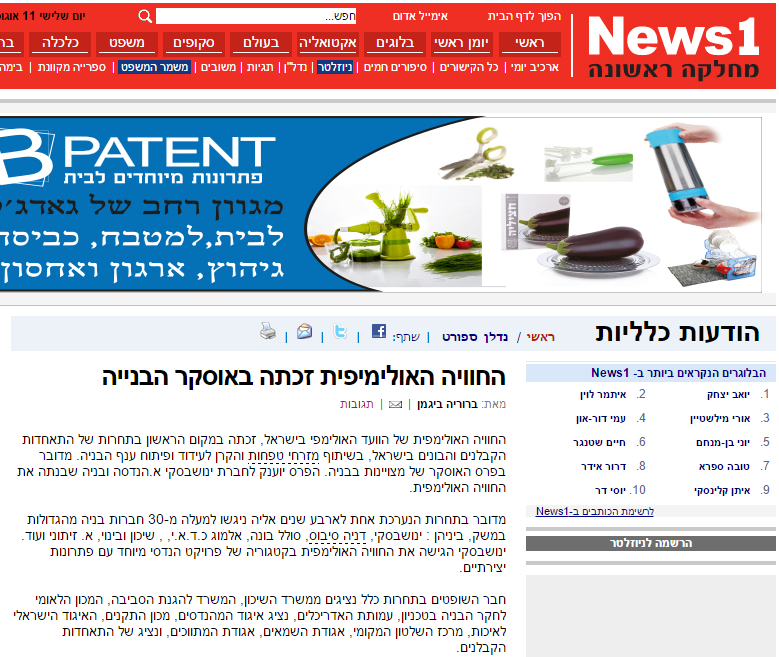 News1
מחלקה ראשונה
הפוך לדף הבית
אימייל אדום
חפש...
יום שלישי 11
ראשי
יומן ראשי
בלוגים
אקטואליה
בעולם
סקופים
משפט
כלכלה
ארכיב יומי | כל הקישורים | סיפורים חמים | ניוזלטר | נדל"ן | תגיות | משובים | משמר המשפט | ספרייה מקוונת | בימה
B PATENT
פתרונות מיוחדים לבית
מגוון רחב של
לבית, למטבח, כביסה
גיהוץ, ארגון ואחסון
חציליה
הודעות כלליות
ראשי / נדלן ספורט | שתף: | | | |
החוויה האולימיפית זכתה באוסקר הבנייה
מאת: ברוריה ביגמן | | תגובות
החוויה האולימפית של הוועד האולימפי בישראל, זכתה במקום הראשון בתחרות של התאחדות
הקבלנים והבונים בישראל, בשיתוף מזרחי טפחות והקרן לעידוד ופיתוח ענף הבניה. מדובר
בפרס האוסקר של מצויינות בבניה. הפרס יוענק לחברת ינושבסקי א.הנדסה ובניה שבנתה את
החוויה האולימפית.
מדובר בתחרות הנערכת אחת לארבע שנים אליה ניגשו למעלה מ-30 חברות בניה מהגדולות
במשק, ביניהן : ינושבסקי, דניה סיבוס, סולל בונה, אלמוג כ.ד.א.י, , שיכון ובינוי, א. זיתוני ועוד.
ינושבסקי הגישה את החוויה האולימפית בקטגוריה של פרויקט הנדסי מיוחד עם פתרונות
יצירתיים.
חבר השופטים בתחרות כלל נציגים ממשרד השיכון, המשרד להגנת הסביבה, המכון הלאומי
לחקר הבניה בטכניון, עמותת האדריכלים, נציג איגוד המהנדסים, מכון התקנים, האיגוד הישראלי
לאיכות, מרכז השלטון המקומי, אגודת השמאים, אגודת המתווכים, ונציג של התאחדות
הקבלנים.
הבלוגרים הנקראים ביותר ב- News1
1. יואב יצחק
2. איתמר לוין
3. אורי מילשטיין
4. עמי דור-און
5. יוני בן-מנחם
6. חיים שטנגר
7. טובה ספרא
8. דרור אידר
9. איתן קלינסקי
10. יוסי דר
לרשימת הכותבים ב-News1
הרשמה לניוזלטר